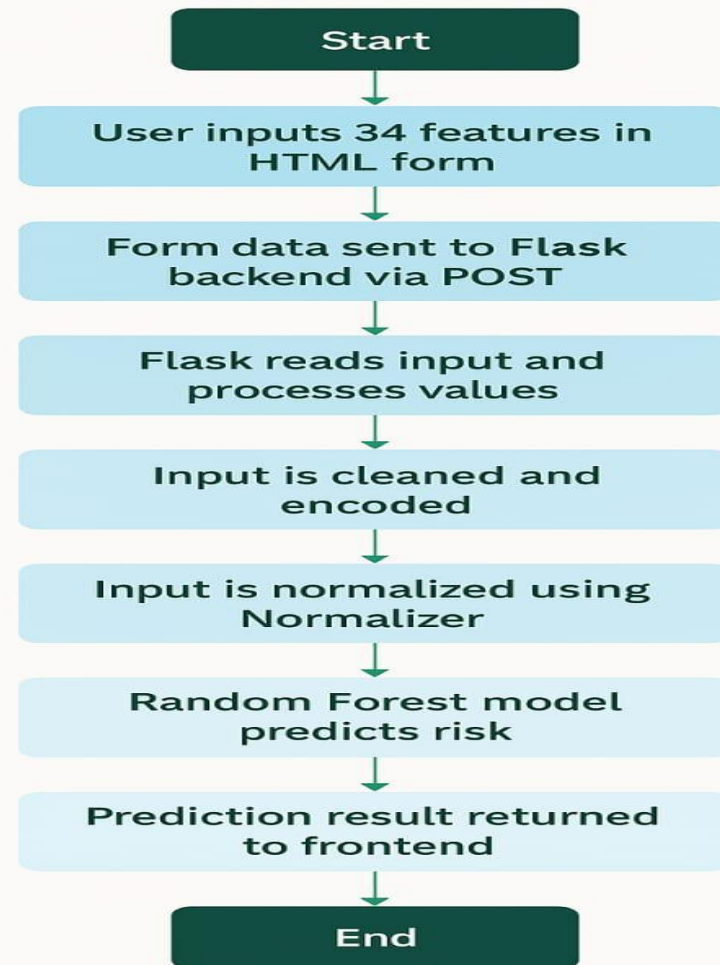 Start
User inputs 34 features in
HTML form
Form data sent to Flask
backend via POST
Flask reads input and
processes values
Input is cleaned and
encoded
Input is normalized using
Normalizer
Random Forest model
predicts risk
Prediction result returned
to frontend
End